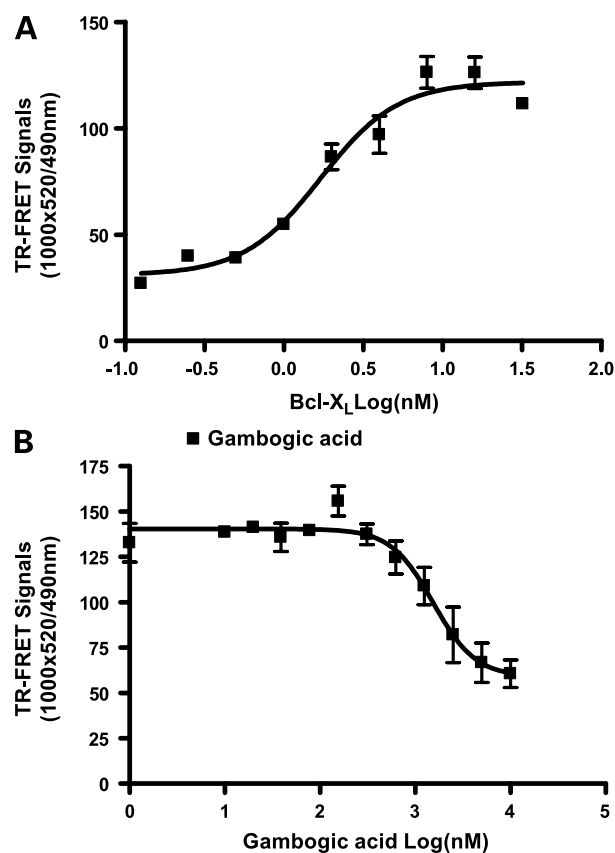 A
TR-FRET Signals
(1000x520/490nm)
150
100
50
0
-1.0 -0.5 0.0 0.5 1.0 1.5 2.0
Bcl-XLLog(nM)
B
Gambogic acid
TR-FRET Signals
(1000x520/490nm)
175
150
125
100
75
50
25
0
0 1 2 3 4 5
Gambogic acid Log(nM)